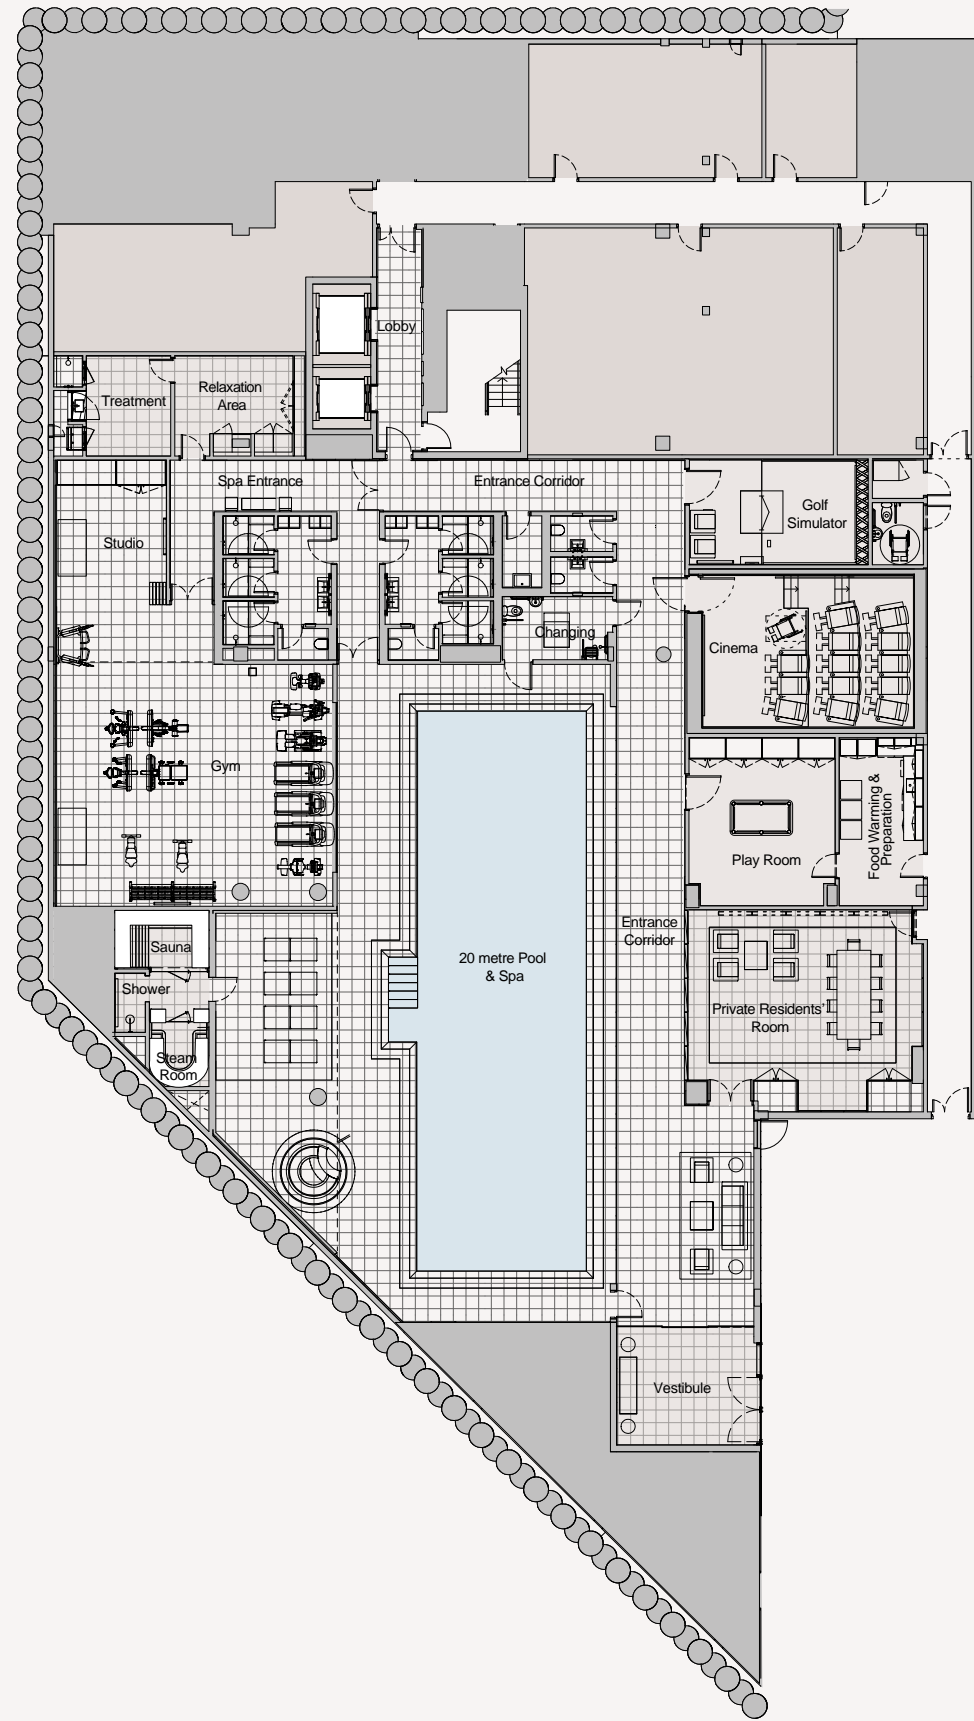 Lobby
Treatment
Relaxation
Area
Spa Entrance
Entrance Corridor
Studio
Golf
Simulator
Changing
Cinema
Gym
Play Room
Food Warming &
Preparation
Sauna
Shower
Steam
Room
20 metre Pool
& Spa
Entrance
Corridor
Private Residents'
Room
Vestibule